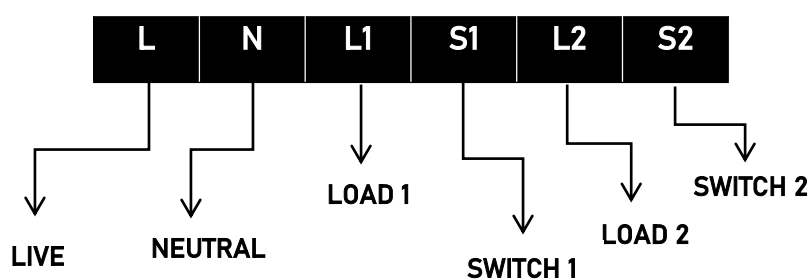 L N L1 S1 L2 S2
SWITCH 2
LOAD 1
LOAD 2
LIVE NEUTRAL
SWITCH 1